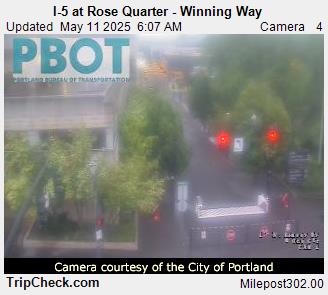 I-5 at Rose Quarter - Winning Way
Updated May 11 2025 6:07 AM Camera 4
PBOT
PORTLAND BUREAU OF TRANSPORTATION
Camera courtesy of the City of Portland
TripCheck.com Milepost302.00